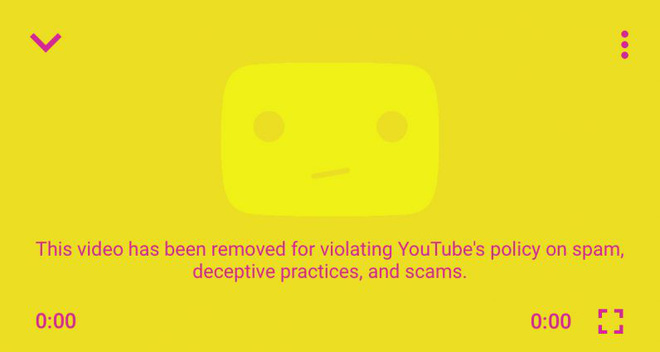 This video has been removed for violating YouTube's policy on spam,
deceptive practices, and scams.
0:00 0:00